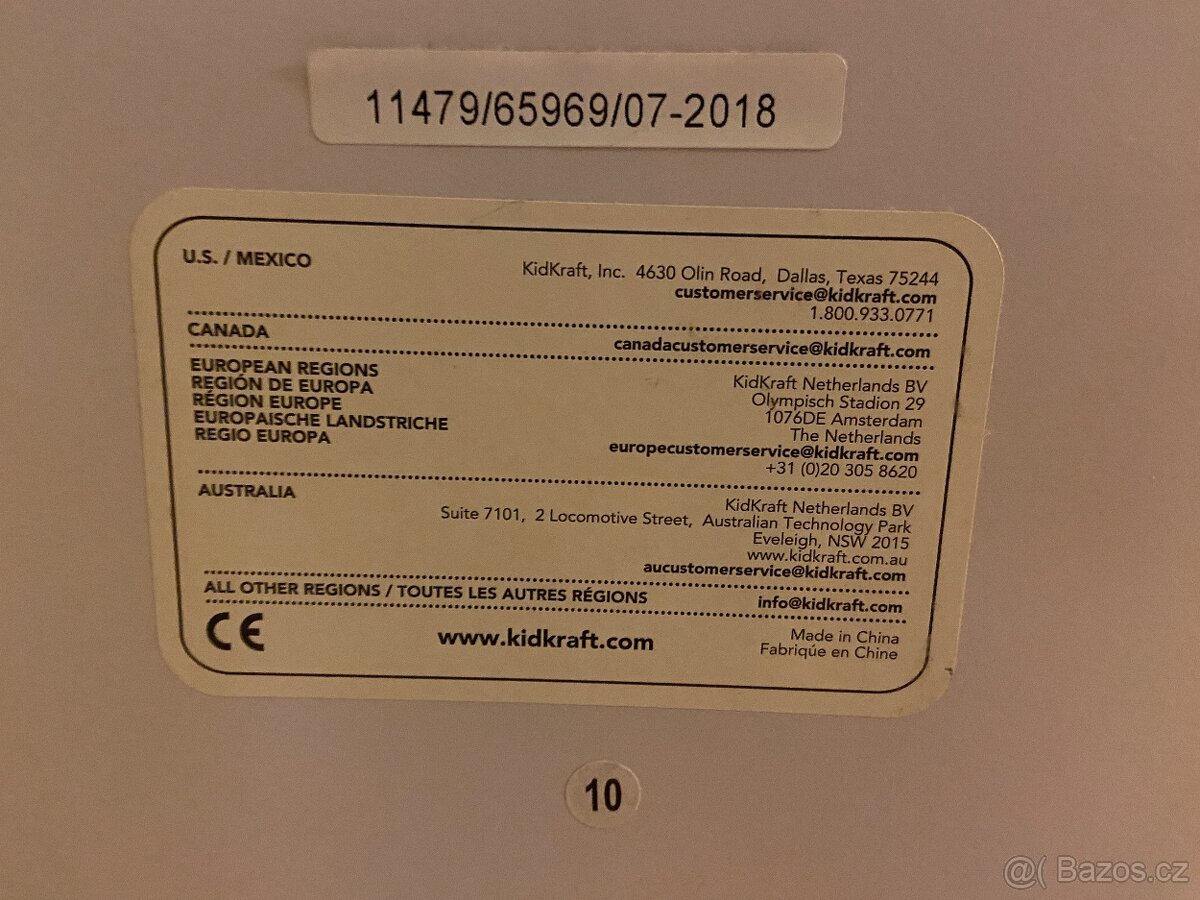 11479/65969/07-2018
U.S. / MEXICO
KidKraft, Inc. 4630 Olin Road, Dallas, Texas 75244
customerservice@kidkraft.com
1.800.933.0771
CANADA
canadacustomerservice@kidkraft.com
EUROPEAN REGIONS
REGIÓN DE EUROPA
RÉGION EUROPE
EUROPAISCHE LANDSTRICHE
REGIO EUROPA
KidKraft Netherlands BV
Olympisch Stadion 29
1076DE Amsterdam
The Netherlands
europecustomerservice@kidkraft.com
+31 (0)20 305 8620
AUSTRALIA
KidKraft Netherlands BV
Suite 7101, 2 Locomotive Street, Australian Technology Park
Eveleigh, NSW 2015
www.kidkraft.com.au
aucustomerservice@kidkraft.com
ALL OTHER REGIONS / TOUTES LES AUTRES RÉGIONS
info@kidkraft.com
CE
www.kidkraft.com
Made in China
Fabriqúe en Chine
10
@( Bazos.cz